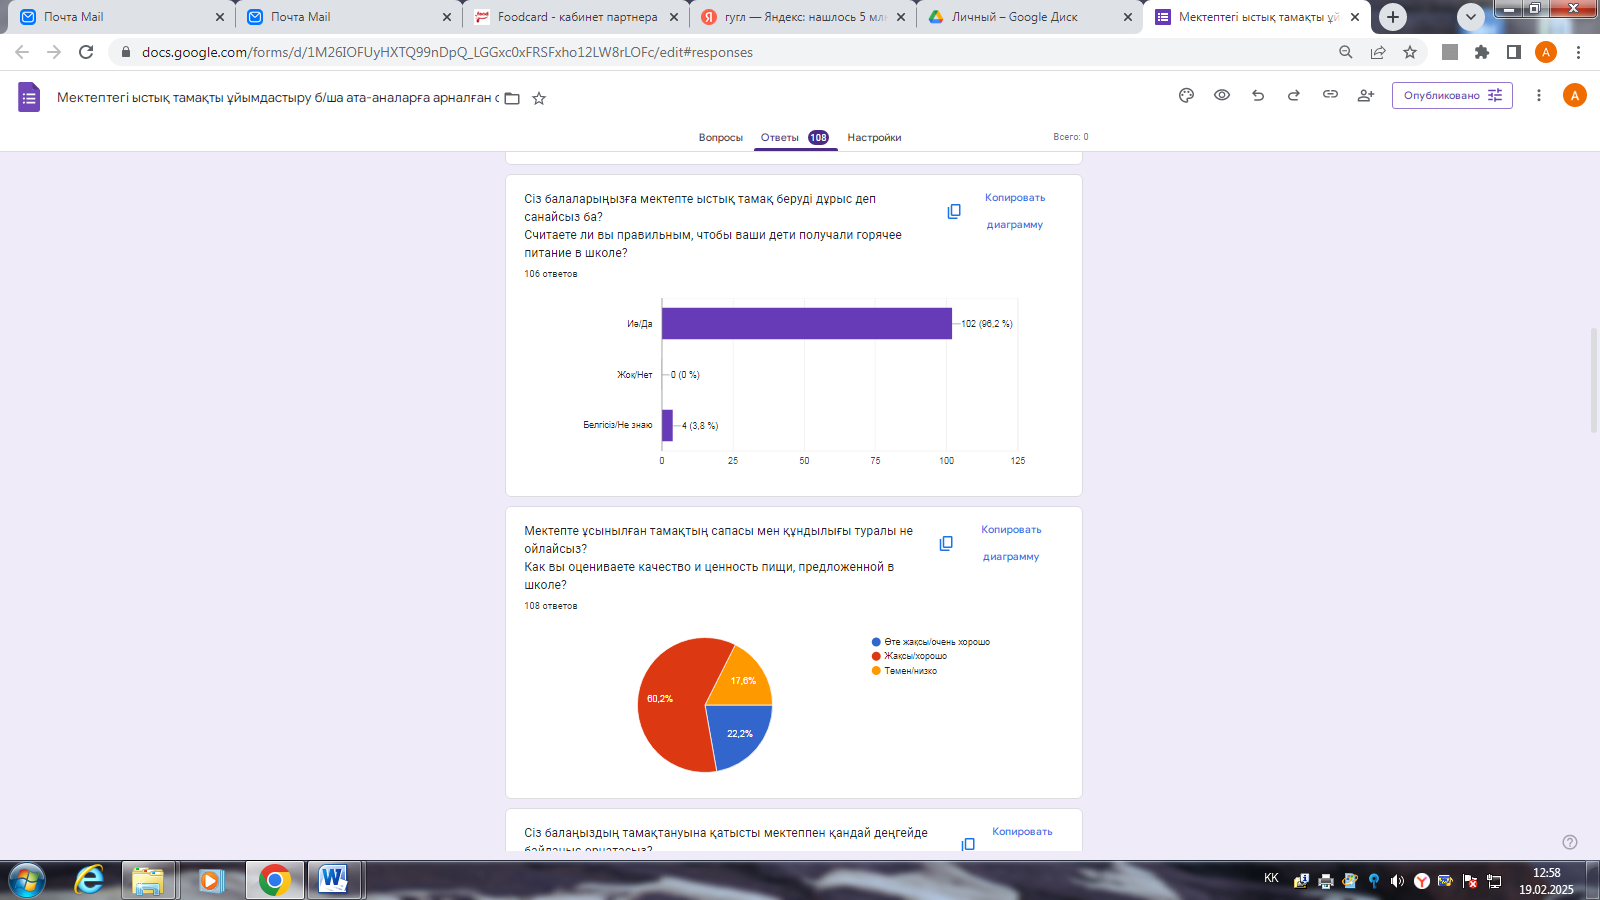 Почта Mail
Почта Mail
Foodcard - кабинет партнера
гугл — Яндекс: нашлось 5 мл
Личный – Google Диск
Мектептегі ыстық тамақты ұй
docs.google.com/forms/d/1M26IOFUyHXTQ99nDpQ_LGGxc0xFRSFxho12LW8rLOFc/edit#responses
A
Мектептегі ыстық тамақты ұйымдастыру б/ша ата-аналарға арналған с
Опубликовано
A
Вопросы
Ответы 108
Настройки
Всего: 0
Сіз балаларыңызға мектепте ыстық тамақ беруді дұрыс деп
санайсыз ба?
Считаете ли вы правильным, чтобы ваши дети получали горячее
питание в школе?
106 ответов
Копировать
диаграмму
Иә/Да
102 (96,2 %)
Жоқ/Нет
0 (0 %)
Белгісіз/Не знаю
4 (3,8 %)
0 25 50 75 100 125
Мектепте ұсынылған тамақтың сапасы мен құндылығы туралы не
ойлайсыз?
Как вы оцениваете качество и ценность пищи, предложенной в
школе?
108 ответов
Копировать
диаграмму
60,2%
17,6%
22,2%
Өте жақсы/очень хорошо
Жақсы/хорошо
Төмен/низко
Сіз балаңыздың тамақтануына қатысты мектеппен қандай деңгейде
байланыс орнатасыз?
Копировать
KK
12:58
19.02.2025